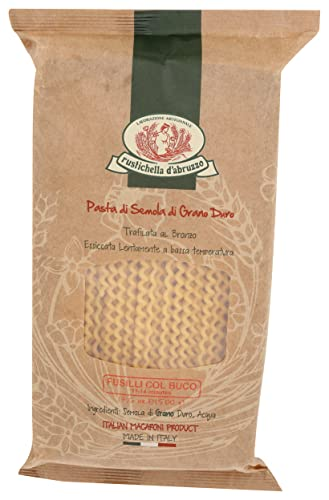 LAVORAZIONE ARTIGIANALE
rustichella d'abruzzo
Pasta di Semola di Grano Duro
Trafilata al Bronzo
Essiccata Lentamente a bassa temperatura
FUSILLI COL BUCO
Ingredienti: Semola di Grano Duro, Acqua
ITALIAN MACARONI PRODUCT
MADE IN ITALY